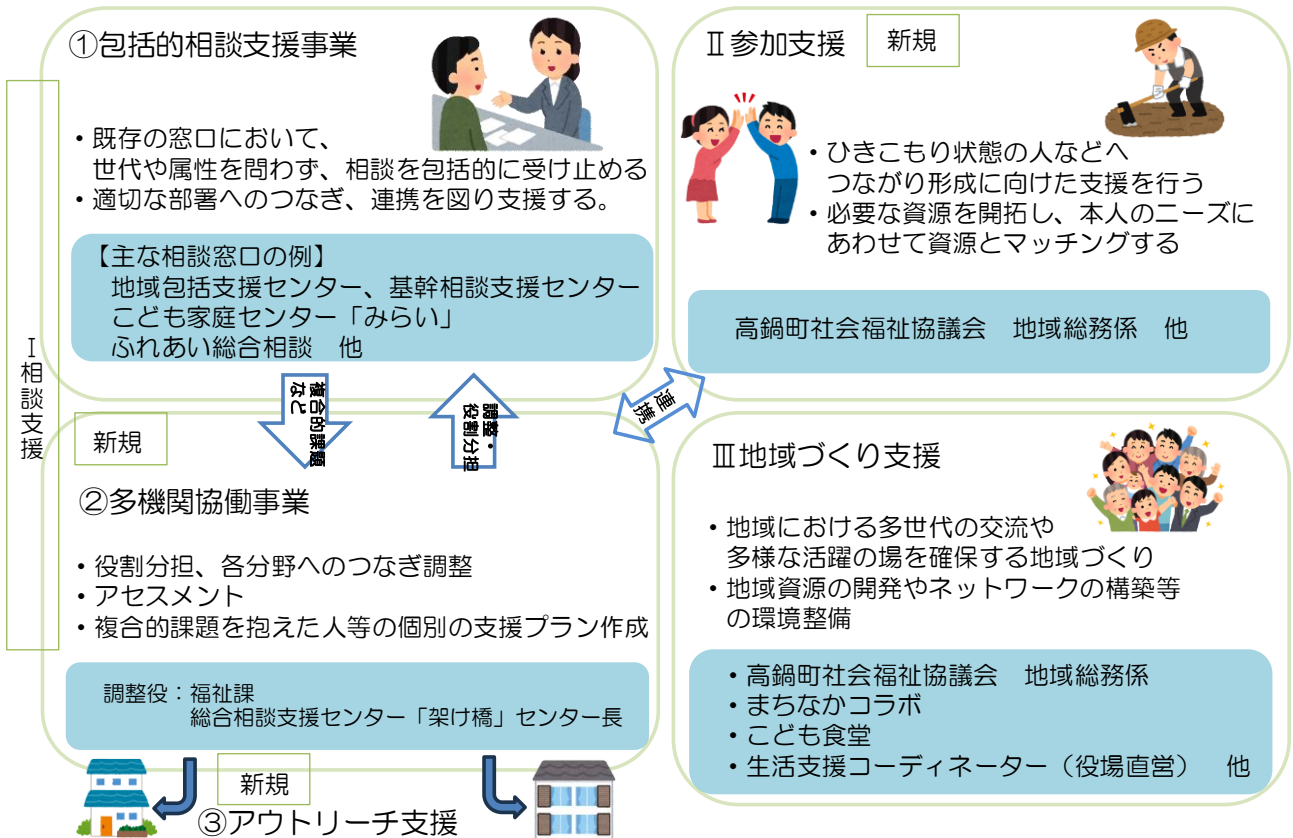 Ⅰ相談支援
①包括的相談支援事業
・既存の窓口において、
世代や属性を問わず、相談を包括的に受け止める
・適切な部署へのつなぎ、連携を図り支援する。
【主な相談窓口の例】
地域包括支援センター、基幹相談支援センター
こども家庭センター「みらい」
ふれあい総合相談　他
複合的課題
など
調整・
役割分担
新規
②多機関協働事業
・役割分担、各分野へのつなぎ調整
・アセスメント
・複合的課題を抱えた人等の個別の支援プラン作成
調整役：福祉課
総合相談支援センター「架け橋」センター長
新規
③アウトリーチ支援
連携
Ⅱ参加支援
新規
・ひきこもり状態の人などへ
つながり形成に向けた支援を行う
・必要な資源を開拓し、本人のニーズに
あわせて資源とマッチングする
高鍋町社会福祉協議会　地域総務係　他
Ⅲ地域づくり支援
・地域における多世代の交流や
多様な活躍の場を確保する地域づくり
・地域資源の開発やネットワークの構築等
の環境整備
・高鍋町社会福祉協議会　地域総務係
・まちなかコラボ
・こども食堂
・生活支援コーディネーター（役場直営）　他